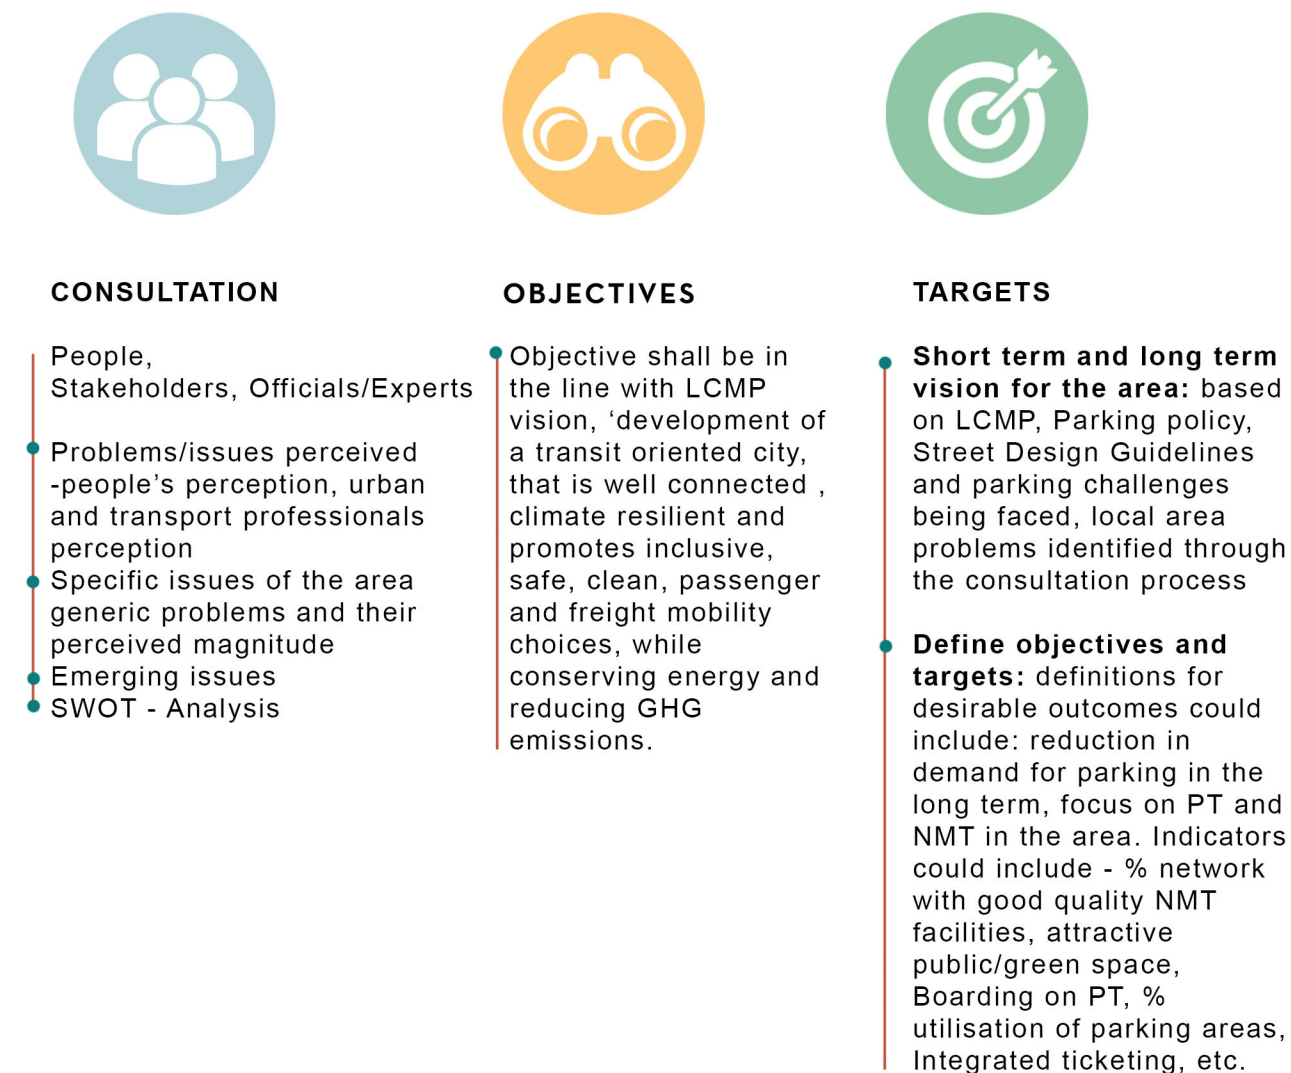 CONSULTATION
People,
Stakeholders, Officials/Experts
Problems/issues perceived
-people’s perception, urban
and transport professionals
perception
Specific issues of the area
generic problems and their
perceived magnitude
Emerging issues
SWOT - Analysis
OBJECTIVES
Objective shall be in
the line with LCMP
vision, ‘development of
a transit oriented city,
that is well connected ,
climate resilient and
promotes inclusive,
safe, clean, passenger
and freight mobility
choices, while
conserving energy and
reducing GHG
emissions.
TARGETS
Short term and long term
vision for the area: based
on LCMP, Parking policy,
Street Design Guidelines
and parking challenges
being faced, local area
problems identified through
the consultation process
Define objectives and
targets: definitions for
desirable outcomes could
include: reduction in
demand for parking in the
long term, focus on PT and
NMT in the area. Indicators
could include - % network
with good quality NMT
facilities, attractive
public/green space,
Boarding on PT, %
utilisation of parking areas,
Integrated ticketing, etc.